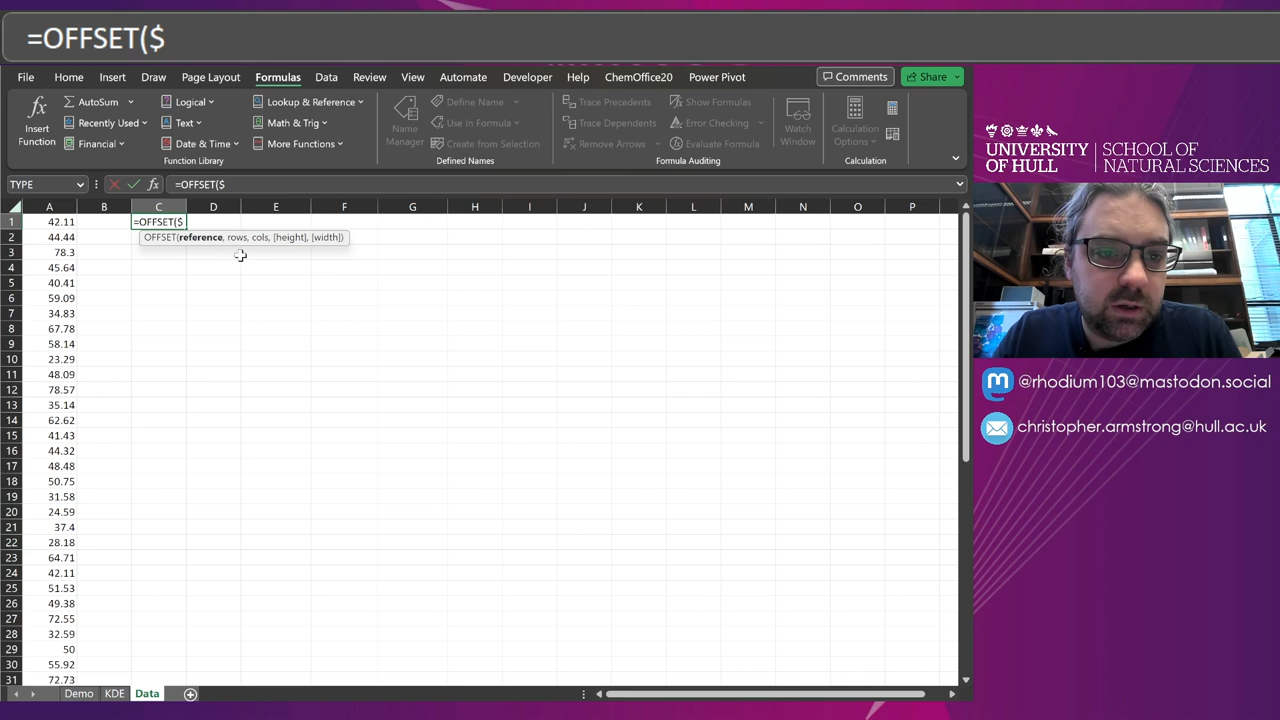 =OFFSET($
File Home Insert Draw Page Layout Formulas Data Review View Automate Developer Help ChemOffice20 Power Pivot Comments Share
Insert Function
AutoSum
Recently Used
Financial
Logical
Text
Date & Time
Lookup & Reference
Math & Trig
More Functions
Function Library
Name Manager
Define Name
Use in Formula
Create from Selection
Defined Names
Trace Precedents
Trace Dependents
Remove Arrows
Show Formulas
Error Checking
Evaluate Formula
Formula Auditing
Watch Window
Calculation Options
Calculation
TYPE fx =OFFSET($
A B C D E F G H I J K L M N O P
1 42.11 =OFFSET($
2 44.44 OFFSET(reference, rows, cols, [height], [width])
3 78.3
4 45.64
5 40.41
6 59.09
7 34.83
8 67.78
9 58.14
10 23.29
11 48.09
12 78.57
13 35.14
14 62.62
15 41.43
16 44.32
17 48.48
18 50.75
19 31.58
20 24.59
21 37.4
22 28.18
23 64.71
24 42.11
25 51.53
26 49.38
27 72.55
28 32.59
29 50
30 55.92
31 72.73
Demo KDE Data
UNIVERSITY OF HULL
SCHOOL OF NATURAL SCIENCES
@rhodium103@mastodon.social
christopher.armstrong@hull.ac.uk